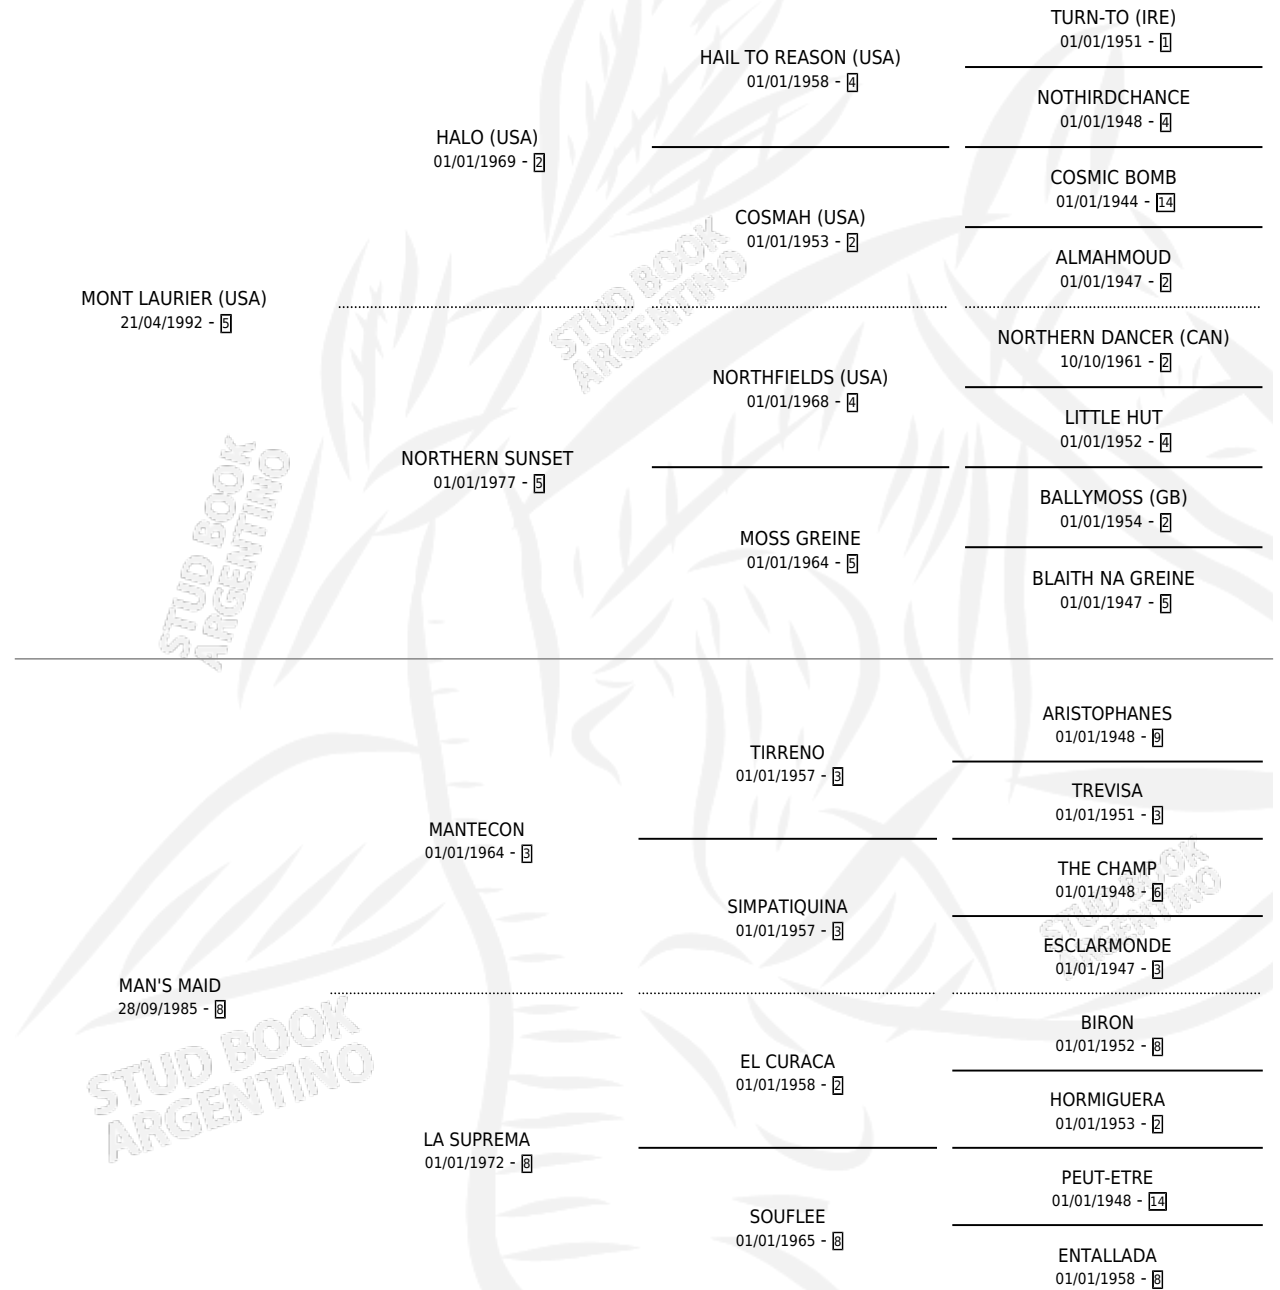 TURN-TO (IRE)
01/01/1951 - 1
HAIL TO REASON (USA)
01/01/1958 - 4
NOTHIRDCHANCE
01/01/1948 - 4
HALO (USA)
01/01/1969 - 2
COSMIC BOMB
01/01/1944 - 14
COSMAH (USA)
01/01/1953 - 2
ALMAHMOUD
01/01/1947 - 2
MONT LAURIER (USA)
21/04/1992 - 5
STUD BOOK
ARGENTINO
NORTHERN DANCER (CAN)
10/10/1961 - 2
NORTHFIELDS (USA)
01/01/1968 - 4
LITTLE HUT
01/01/1952 - 4
NORTHERN SUNSET
01/01/1977 - 5
BALLYMOSS (GB)
01/01/1954 - 2
MOSS GREINE
01/01/1964 - 5
BLAITH NA GREINE
01/01/1947 - 5
STUD BOOK
ARGENTINO
ARISTOPHANES
01/01/1948 - 9
TIRRENO
01/01/1957 - 3
TREVISA
01/01/1951 - 3
MANTECON
01/01/1964 - 3
THE CHAMP
01/01/1948 - 6
SIMPATIQUINA
01/01/1957 - 3
STUD BOOK
ARGENTINO
ESCLARMONDE
01/01/1947 - 3
MAN'S MAID
28/09/1985 - 8
BIRON
01/01/1952 - 8
EL CURACA
01/01/1958 - 2
STUD BOOK
ARGENTINO
HORMIGUERA
01/01/1953 - 2
LA SUPREMA
01/01/1972 - 8
PEUT-ETRE
01/01/1948 - 14
SOUFLEE
01/01/1965 - 8
ENTALLADA
01/01/1958 - 8